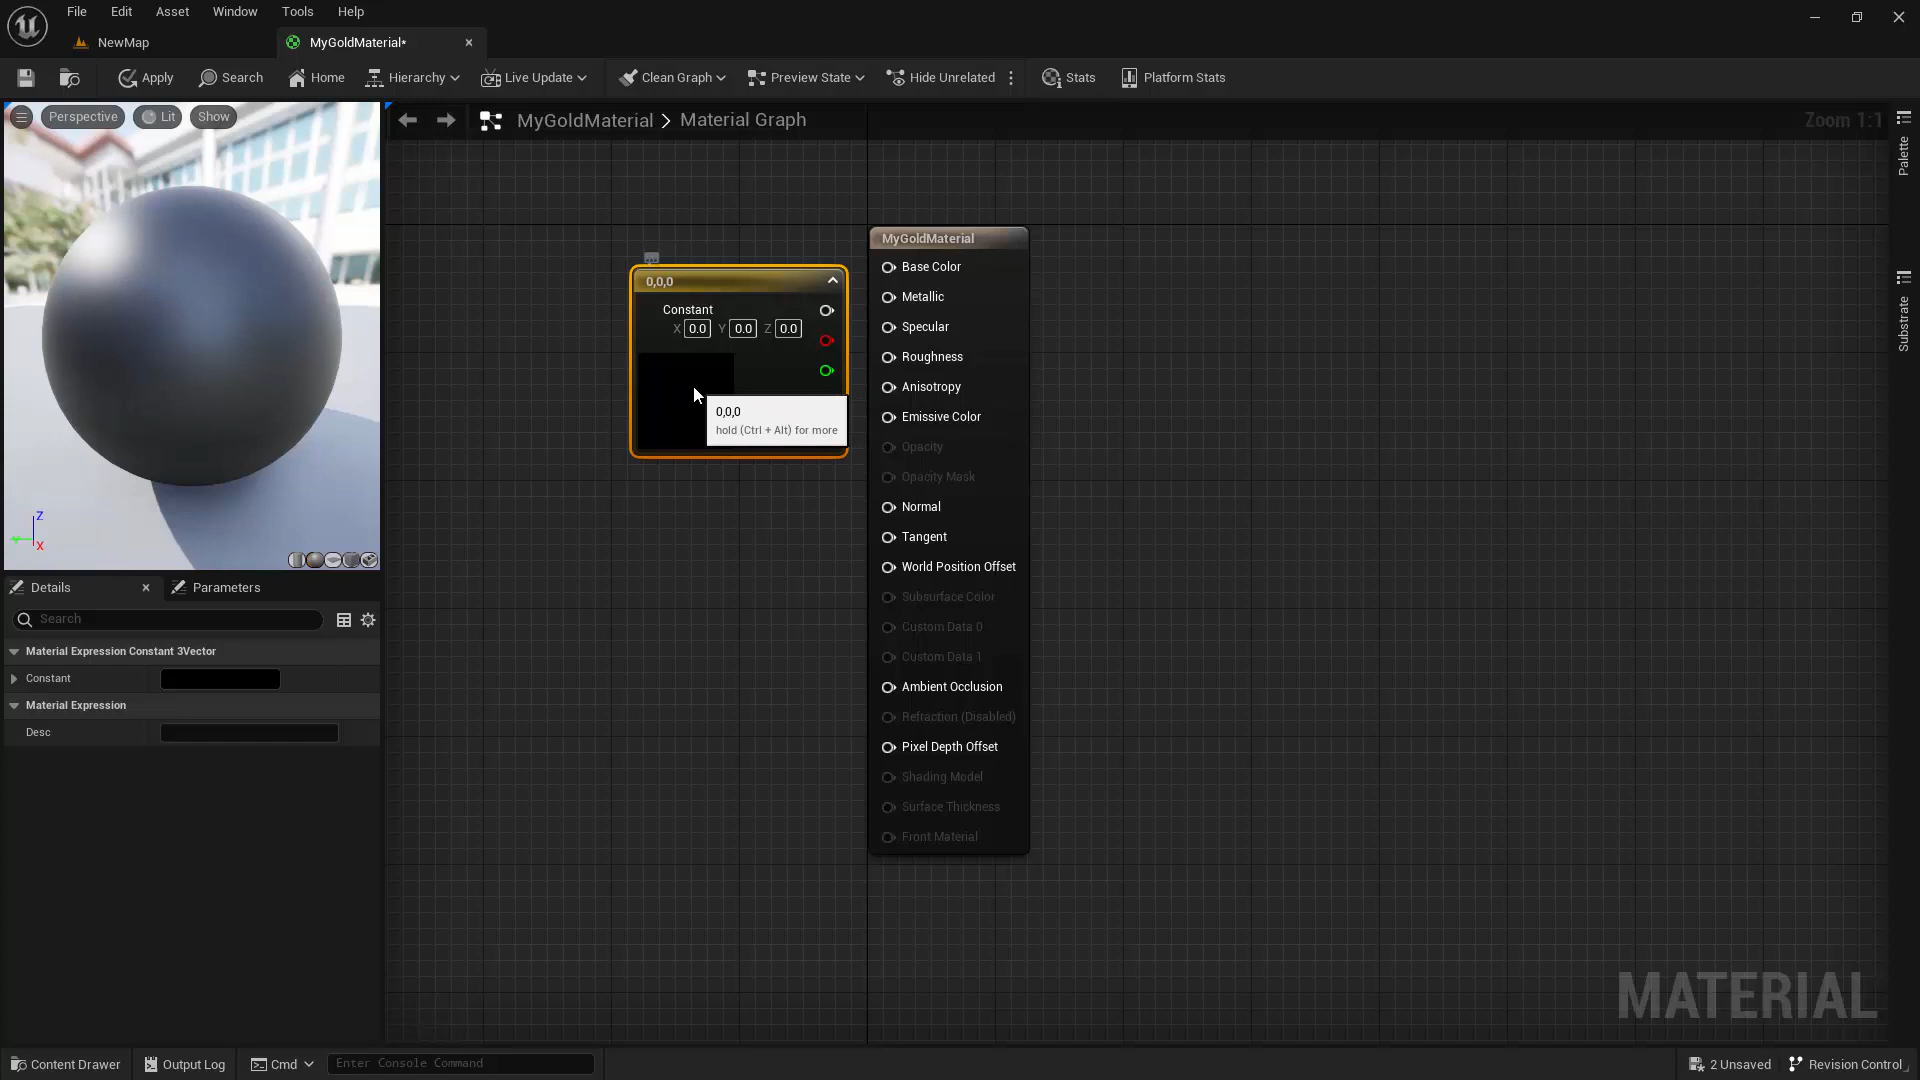 File Edit Asset Window Tools Help
NewMap
MyGoldMaterial*
Apply Search Home Hierarchy Live Update Clean Graph Preview State Hide Unrelated Stats Platform Stats
Perspective Lit Show
MyGoldMaterial > Material Graph
Zoom 1:1
Palette
Substrate
MyGoldMaterial
Base Color
Metallic
Specular
Roughness
Anisotropy
Emissive Color
Opacity
Opacity Mask
Normal
Tangent
World Position Offset
Subsurface Color
Custom Data 0
Custom Data 1
Ambient Occlusion
Refraction (Disabled)
Pixel Depth Offset
Shading Model
Surface Thickness
Front Material
0,0,0
Constant
X 0.0 Y 0.0 Z 0.0
0,0,0
hold (Ctrl + Alt) for more
Z
Y
X
Details Parameters
Search
Material Expression Constant 3Vector
Constant
Material Expression
Desc
MATERIAL
Content Drawer Output Log Cmd Enter Console Command 2 Unsaved Revision Control